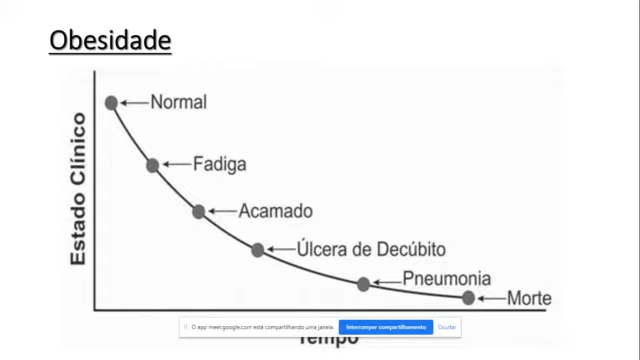 Obesidade
Estado Clínico
Normal
Fadiga
Acamado
Úlcera de Decúbito
Pneumonia
Morte
O app meet.google.com está compartilhando uma janela.
Interromper compartilhamento
Ocultar
Tempo